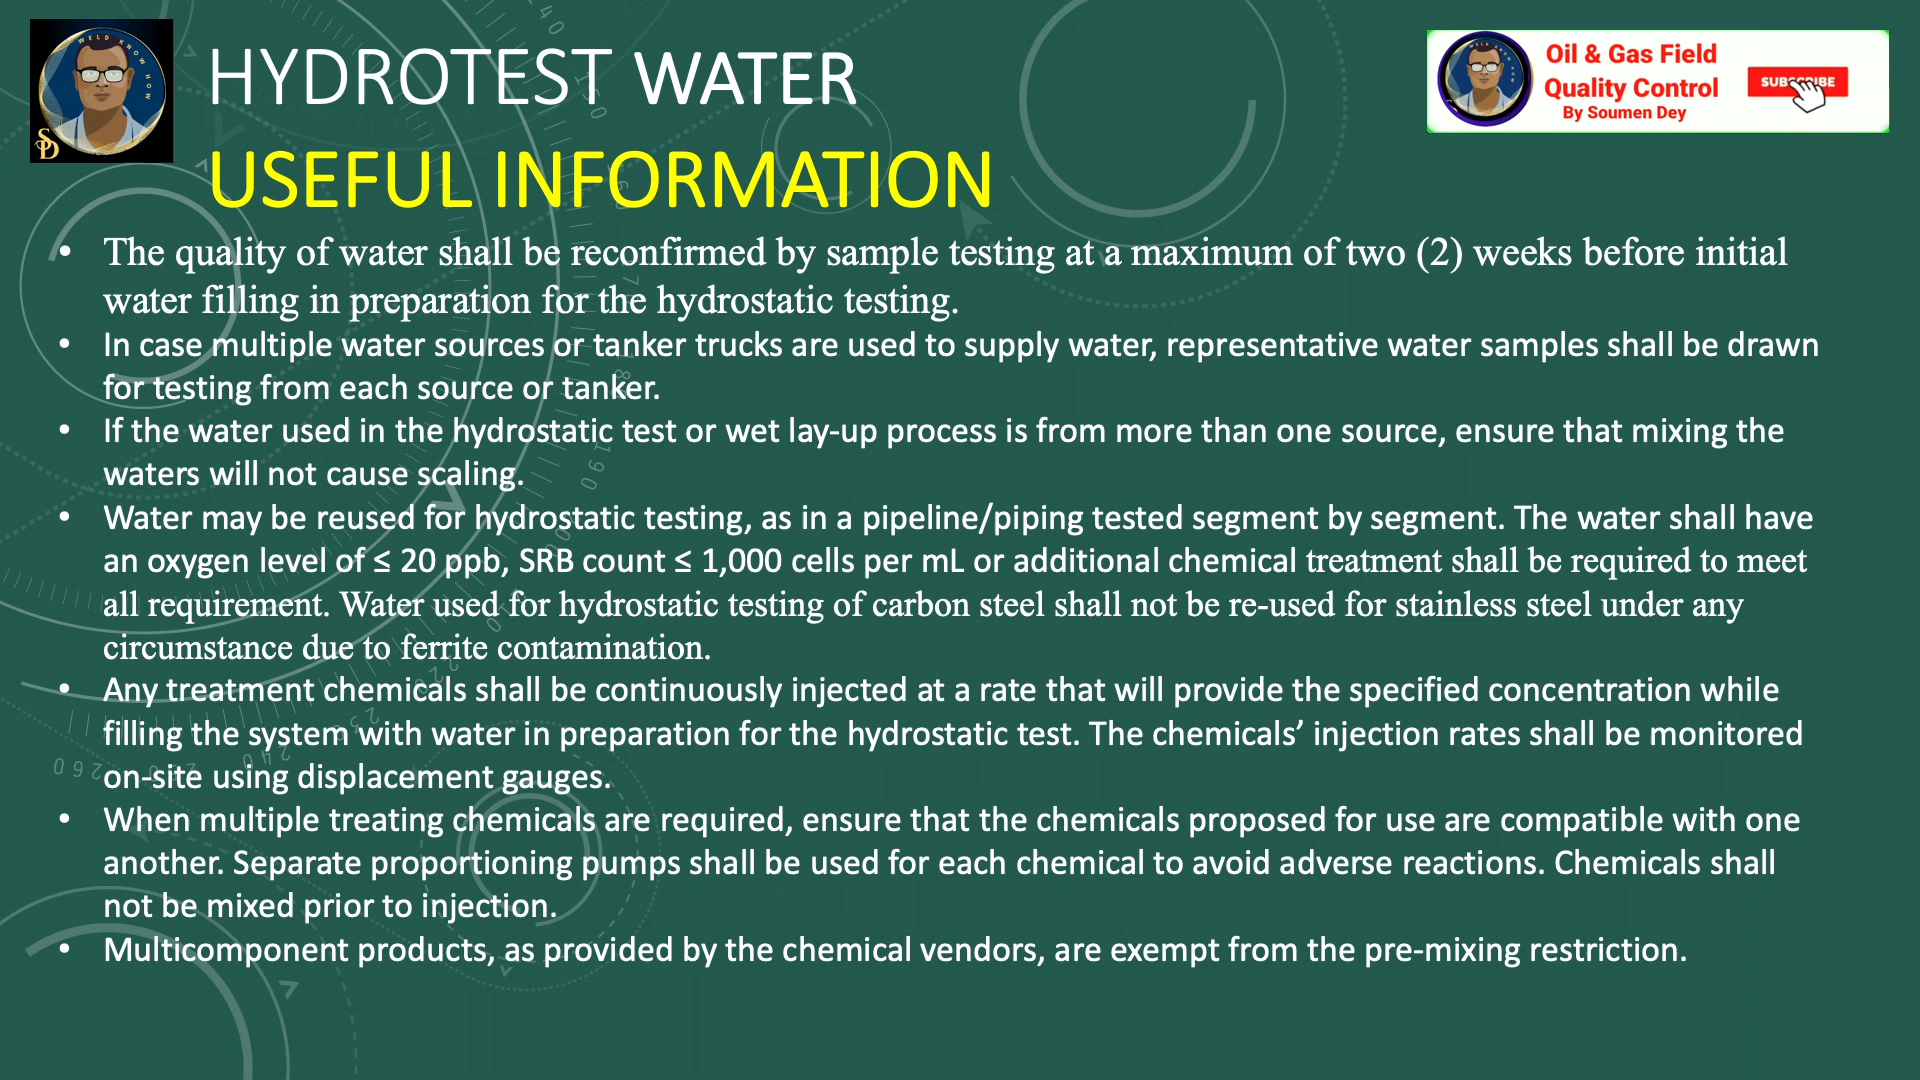 HYDROTEST WATER
USEFUL INFORMATION
WELD KNOW HOW
SD
Oil & Gas Field
Quality Control
By Soumen Dey
SUBSCRIBE
• The quality of water shall be reconfirmed by sample testing at a maximum of two (2) weeks before initial
water filling in preparation for the hydrostatic testing.
• In case multiple water sources or tanker trucks are used to supply water, representative water samples shall be drawn
for testing from each source or tanker.
• If the water used in the hydrostatic test or wet lay-up process is from more than one source, ensure that mixing the
waters will not cause scaling.
• Water may be reused for hydrostatic testing, as in a pipeline/piping tested segment by segment. The water shall have
an oxygen level of ≤ 20 ppb, SRB count ≤ 1,000 cells per mL or additional chemical treatment shall be required to meet
all requirement. Water used for hydrostatic testing of carbon steel shall not be re-used for stainless steel under any
circumstance due to ferrite contamination.
• Any treatment chemicals shall be continuously injected at a rate that will provide the specified concentration while
filling the system with water in preparation for the hydrostatic test. The chemicals’ injection rates shall be monitored
on-site using displacement gauges.
• When multiple treating chemicals are required, ensure that the chemicals proposed for use are compatible with one
another. Separate proportioning pumps shall be used for each chemical to avoid adverse reactions. Chemicals shall
not be mixed prior to injection.
• Multicomponent products, as provided by the chemical vendors, are exempt from the pre-mixing restriction.